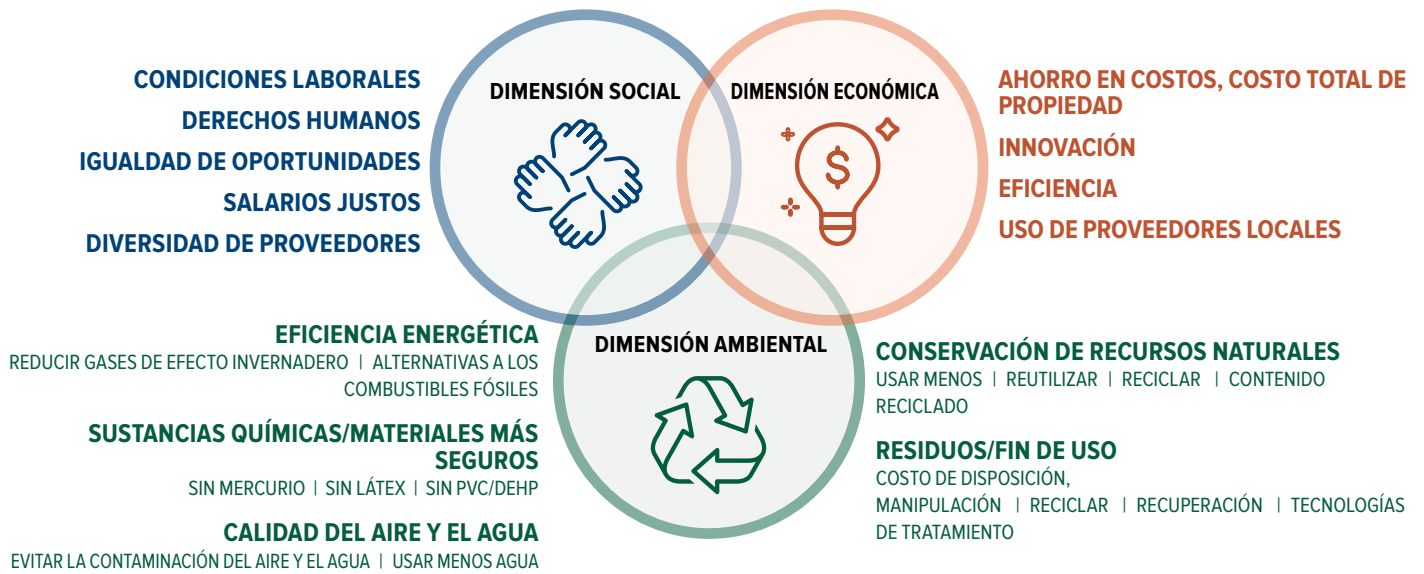 DIMENSIÓN SOCIAL
CONDICIONES LABORALES
DERECHOS HUMANOS
IGUALDAD DE OPORTUNIDADES
SALARIOS JUSTOS
DIVERSIDAD DE PROVEEDORES
DIMENSIÓN ECONÓMICA
$
AHORRO EN COSTOS, COSTO TOTAL DE
PROPIEDAD
INNOVACIÓN
EFICIENCIA
USO DE PROVEEDORES LOCALES
DIMENSIÓN AMBIENTAL
EFICIENCIA ENERGÉTICA
REDUCIR GASES DE EFECTO INVERNADERO | ALTERNATIVAS A LOS
COMBUSTIBLES FÓSILES
SUSTANCIAS QUÍMICAS/MATERIALES MÁS
SEGUROS
SIN MERCURIO | SIN LÁTEX | SIN PVC/DEHP
CALIDAD DEL AIRE Y EL AGUA
EVITAR LA CONTAMINACIÓN DEL AIRE Y EL AGUA | USAR MENOS AGUA
CONSERVACIÓN DE RECURSOS NATURALES
USAR MENOS | REUTILIZAR | RECICLAR | CONTENIDO
RECICLADO
RESIDUOS/FIN DE USO
COSTO DE DISPOSICIÓN,
MANIPULACIÓN | RECICLAR | RECUPERACIÓN | TECNOLOGÍAS
DE TRATAMIENTO